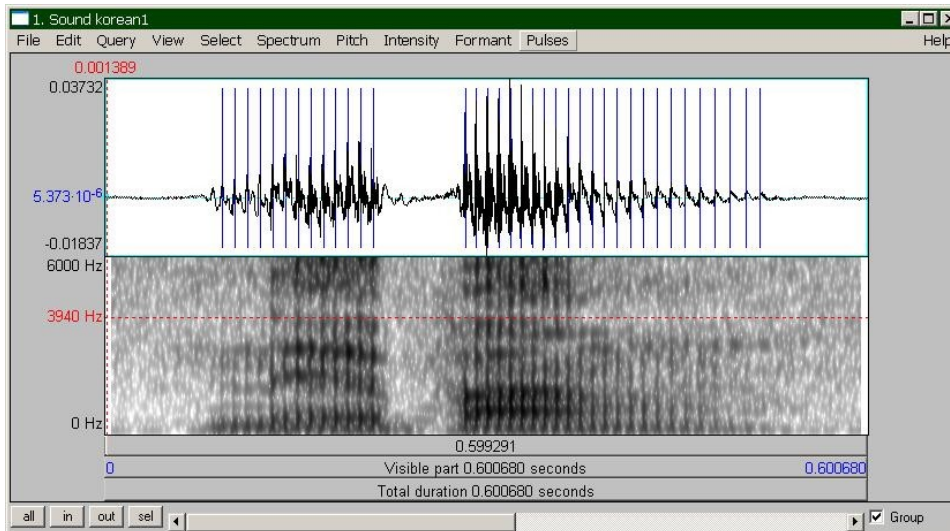 1. Sound korean1
File Edit Query View Select Spectrum Pitch Intensity Formant Pulses Help
0.001389
0.03732
5.373·10-6
-0.01837
6000 Hz
3940 Hz
0 Hz
0.599291
0 Visible part 0.600680 seconds 0.600680
Total duration 0.600680 seconds
all in out sel Group